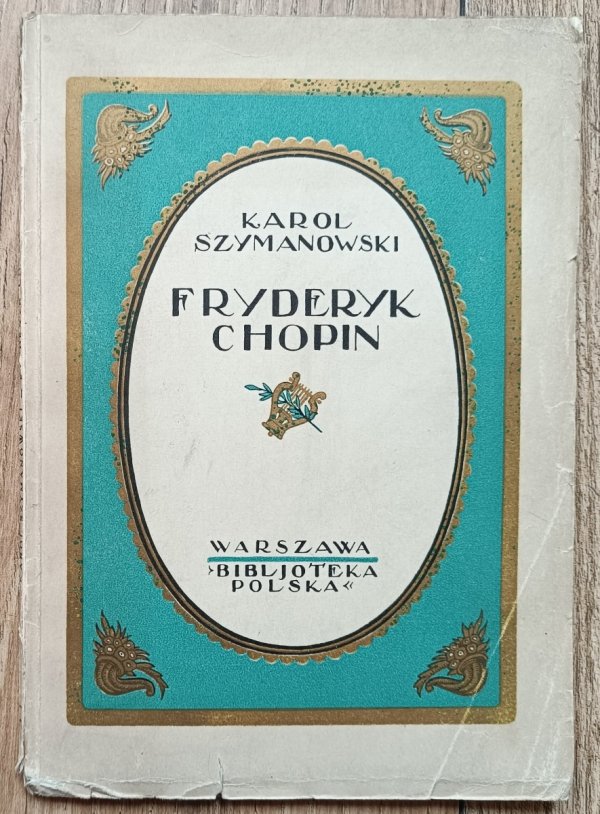 KAROL
SZYMANOWSKI
FRYDERYK
CHOPIN
WARSZAWA
›BIBLJOTEKA
POLSKA«